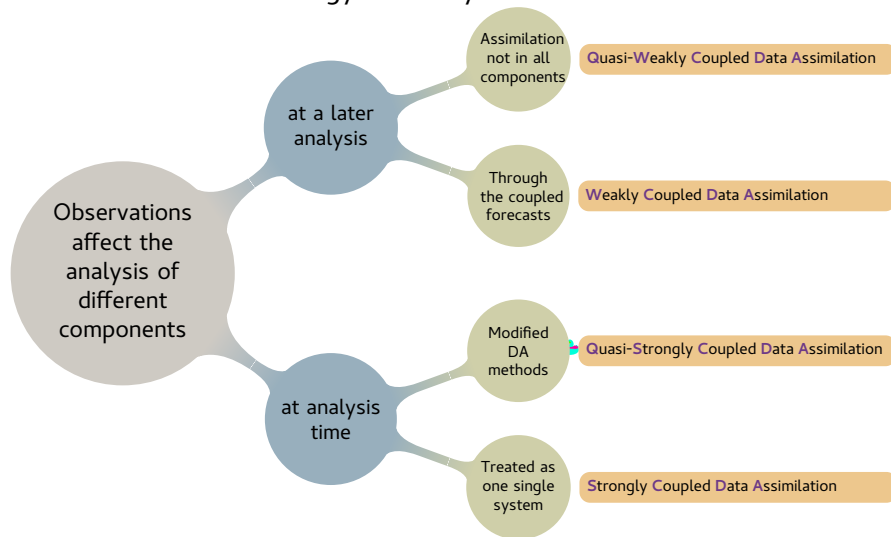 Observations
affect the
analysis of
different
components
at a later
analysis
Assimilation
not in all
components
Quasi-Weakly Coupled Data Assimilation
Through
the coupled
forecasts
Weakly Coupled Data Assimilation
at analysis
time
Modified
DA
methods
Quasi-Strongly Coupled Data Assimilation
Treated as
one single
system
Strongly Coupled Data Assimilation